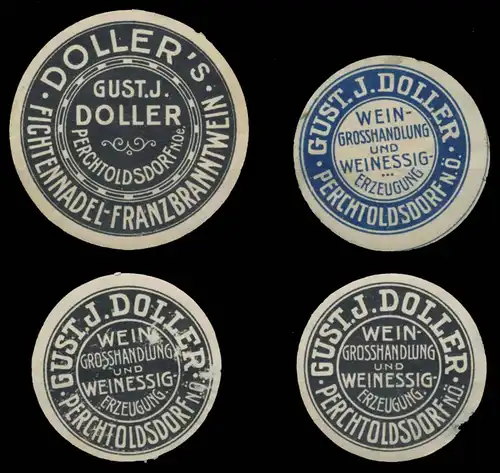 · DOLLER'S ·
FICHTENNADEL-FRANZBRANNTWEIN
GUST. J.
DOLLER
PERCHTOLDSDORF N.OE.
· GUST. J. DOLLER ·
WEIN-
GROSSHANDLUNG
UND
WEINESSIG-
ERZEUGUNG
PERCHTOLDSDORF N.Ö.
· GUST. J. DOLLER ·
WEIN-
GROSSHANDLUNG
UND
WEINESSIG-
ERZEUGUNG.
PERCHTOLDSDORF N.Ö.
· GUST. J. DOLLER ·
WEIN-
GROSSHANDLUNG
UND
WEINESSIG-
ERZEUGUNG.
PERCHTOLDSDORF N.Ö.